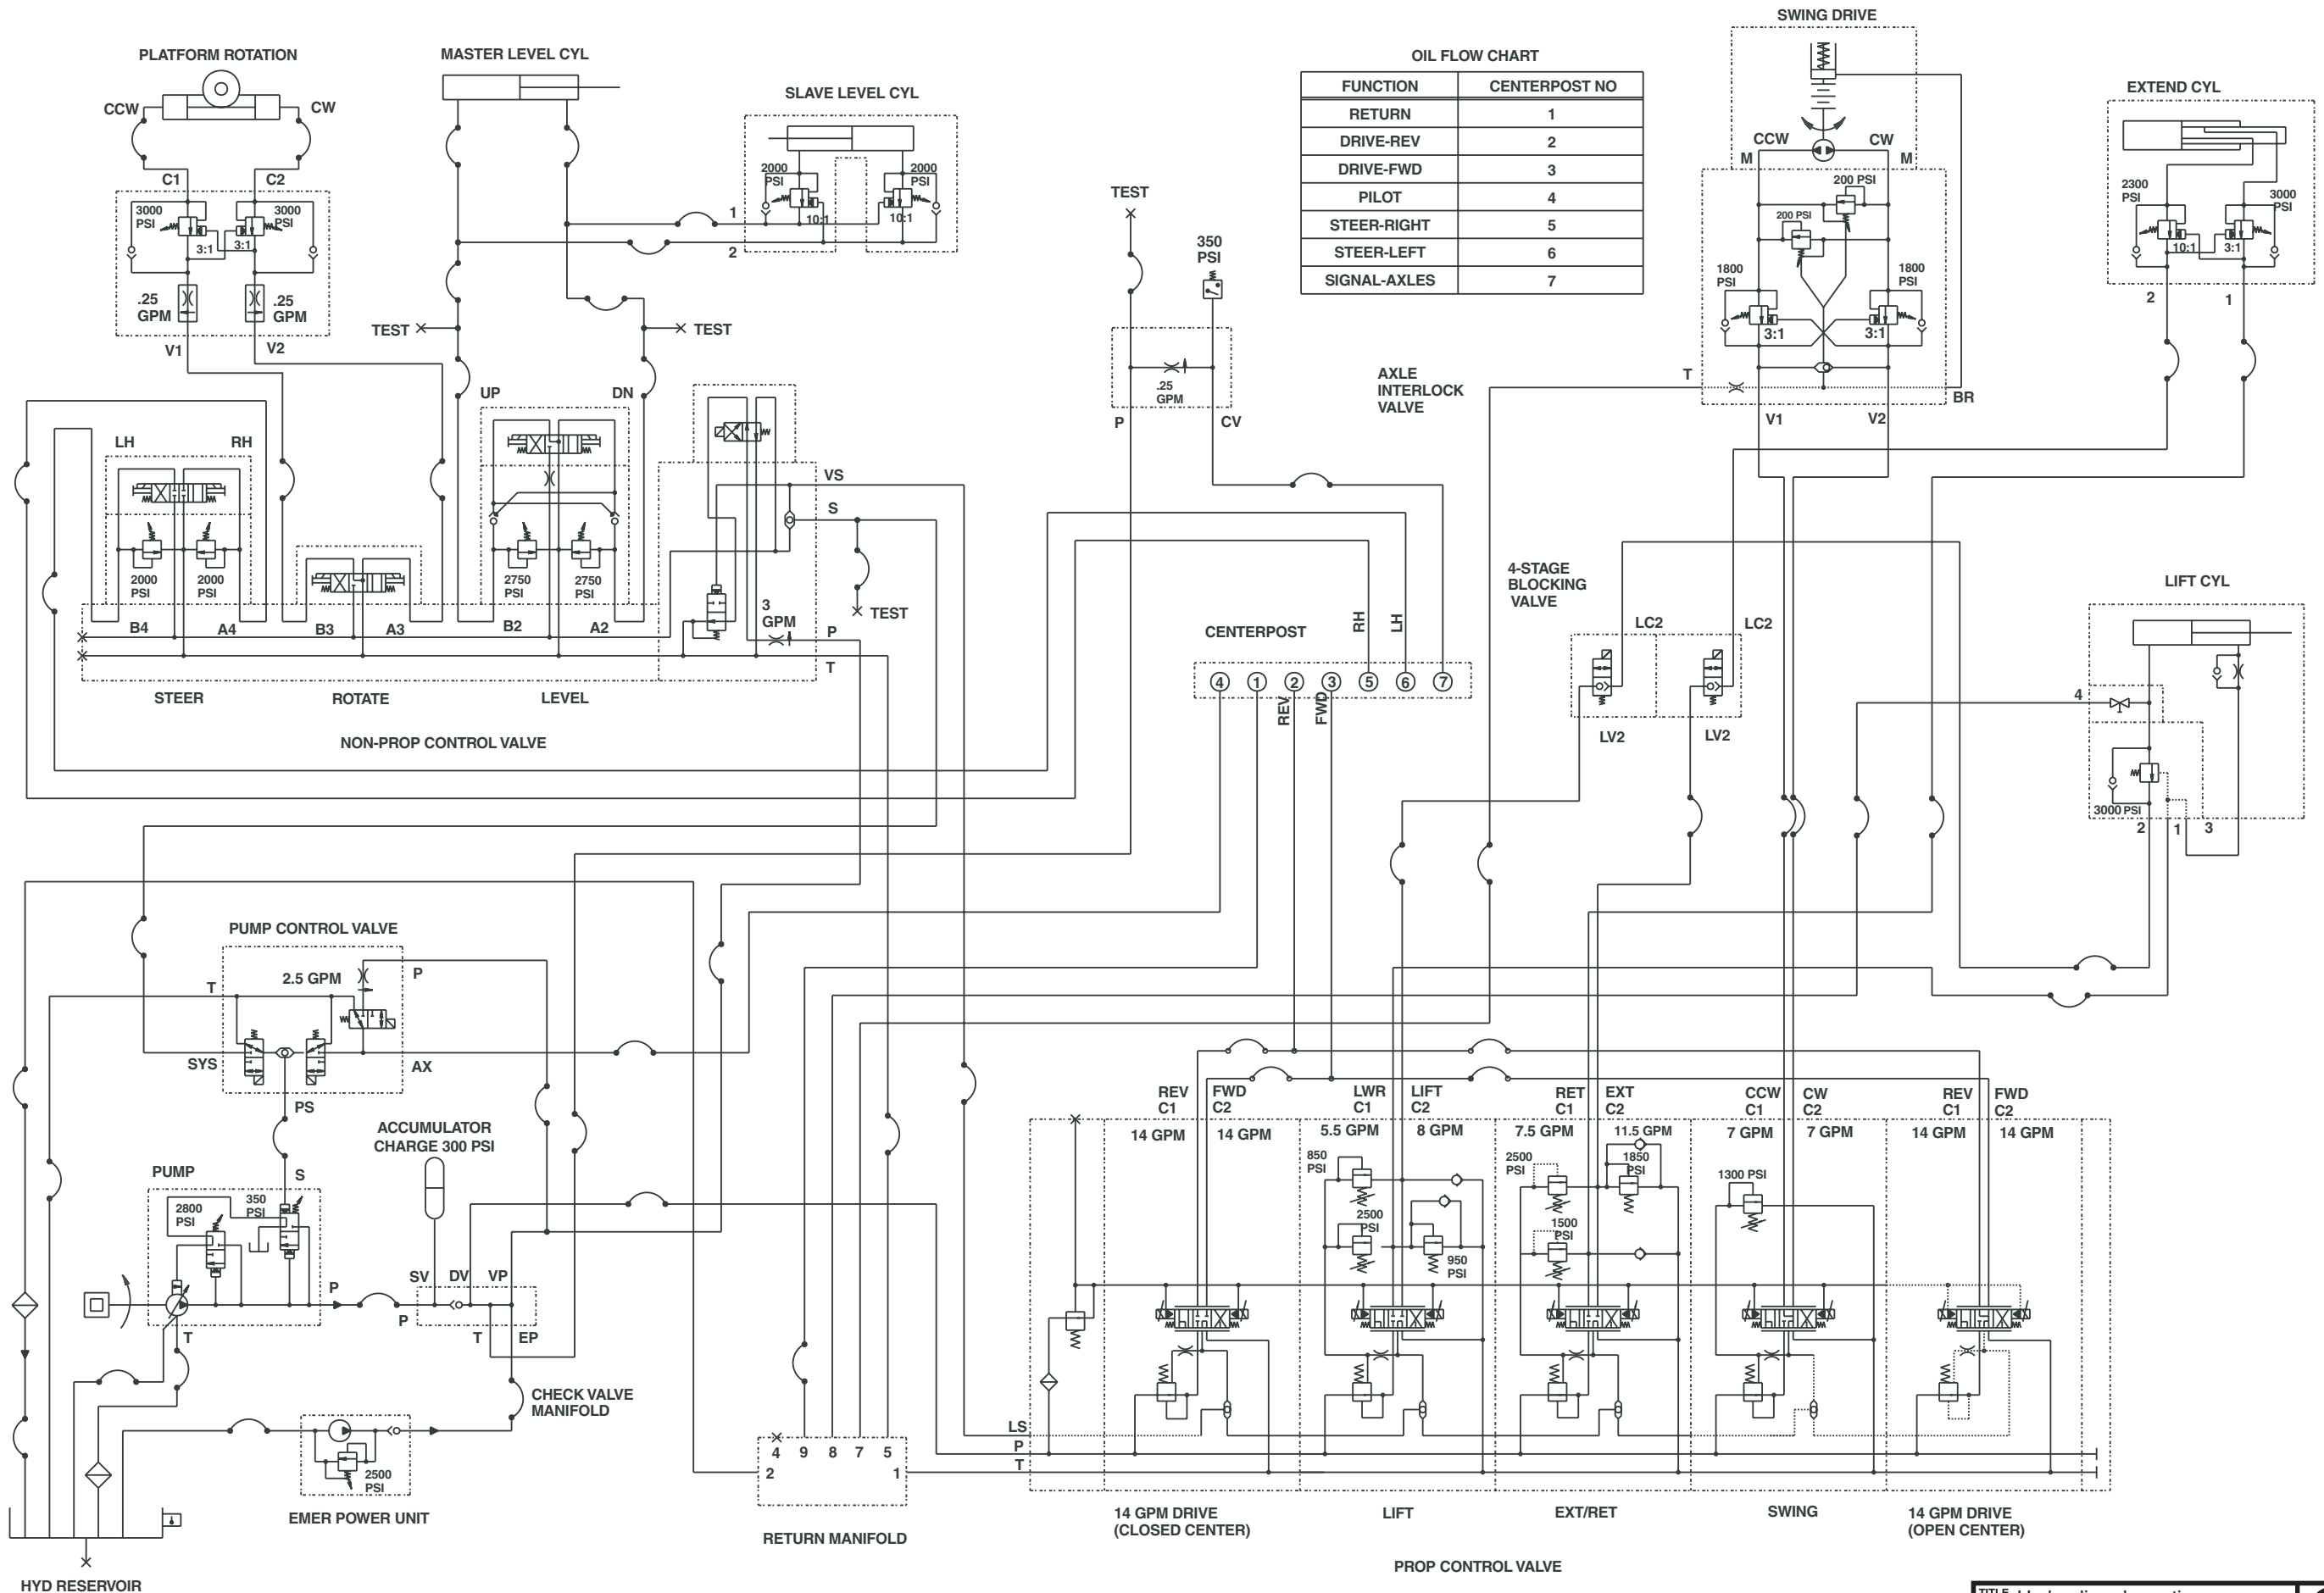 SWING DRIVE
PLATFORM ROTATION
MASTER LEVEL CYL
OIL FLOW CHART
SLAVE LEVEL CYL
EXTEND CYL
FUNCTION CENTERPOST NO
RETURN 1
DRIVE-REV 2
DRIVE-FWD 3
PILOT 4
STEER-RIGHT 5
STEER-LEFT 6
SIGNAL-AXLES 7
CCW
CW
C1
C2
3000
PSI
3000
PSI
3:1
3:1
.25
GPM
.25
GPM
V1
V2
2000
PSI
2000
PSI
10:1
10:1
1
2
TEST
TEST
TEST
350
PSI
.25
GPM
P
CV
AXLE
INTERLOCK
VALVE
CCW
CW
M
M
200 PSI
200 PSI
1800
PSI
1800
PSI
3:1
3:1
T
BR
V1
V2
2300
PSI
3000
PSI
10:1
3:1
2
1
LH
RH
2000
PSI
2000
PSI
B4
A4
B3
A3
UP
DN
2750
PSI
2750
PSI
B2
A2
VS
S
3
GPM
P
T
TEST
STEER
ROTATE
LEVEL
NON-PROP CONTROL VALVE
CENTERPOST
RH
LH
4
1
2
3
5
6
7
REV
FWD
4-STAGE
BLOCKING
VALVE
LC2
LC2
LV2
LV2
LIFT CYL
4
3000 PSI
2
1
3
PUMP CONTROL VALVE
T
2.5 GPM
P
SYS
AX
PS
ACCUMULATOR
CHARGE 300 PSI
PUMP
S
2800
PSI
350
PSI
P
T
SV
DV
VP
P
T
EP
CHECK VALVE
MANIFOLD
2500
PSI
EMER POWER UNIT
HYD RESERVOIR
4
9
8
7
5
2
1
RETURN MANIFOLD
LS
P
T
REV
C1
FWD
C2
14 GPM
14 GPM
LWR
C1
LIFT
C2
5.5 GPM
8 GPM
850
PSI
2500
PSI
950
PSI
RET
C1
EXT
C2
7.5 GPM
11.5 GPM
2500
PSI
1850
PSI
1500
PSI
CCW
C1
CW
C2
7 GPM
7 GPM
1300 PSI
REV
C1
FWD
C2
14 GPM
14 GPM
14 GPM DRIVE
(CLOSED CENTER)
LIFT
EXT/RET
SWING
14 GPM DRIVE
(OPEN CENTER)
PROP CONTROL VALVE
TITLE